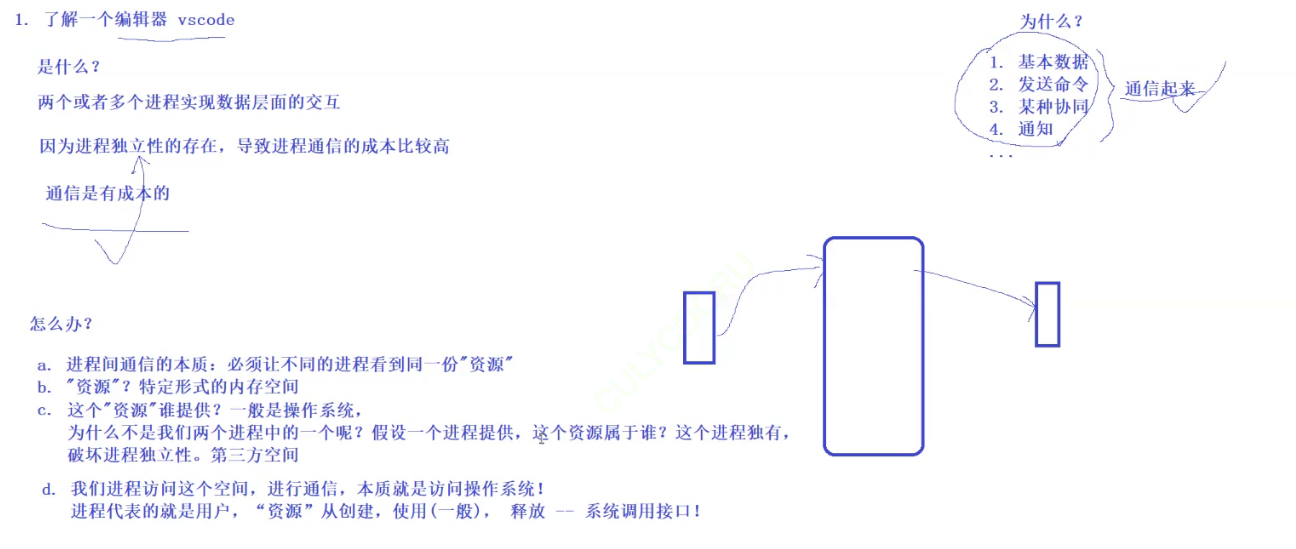 1. 了解一个编辑器 vscode
是什么?
两个或者多个进程实现数据层面的交互
因为进程独立性的存在，导致进程通信的成本比较高
通信是有成本的
为什么?
1. 基本数据
2. 发送命令
3. 某种协同
4. 通知
...
通信起来
怎么办?
a. 进程间通信的本质：必须让不同的进程看到同一份"资源"
b. "资源"? 特定形式的内存空间
c. 这个"资源"谁提供? 一般是操作系统，
为什么不是我们两个进程中的一个呢? 假设一个进程提供，这个资源属于谁? 这个进程独有，
破坏进程独立性。第三方空间
d. 我们进程访问这个空间，进行通信，本质就是访问操作系统！
进程代表的就是用户，“资源”从创建，使用(一般)， 释放 -- 系统调用接口！